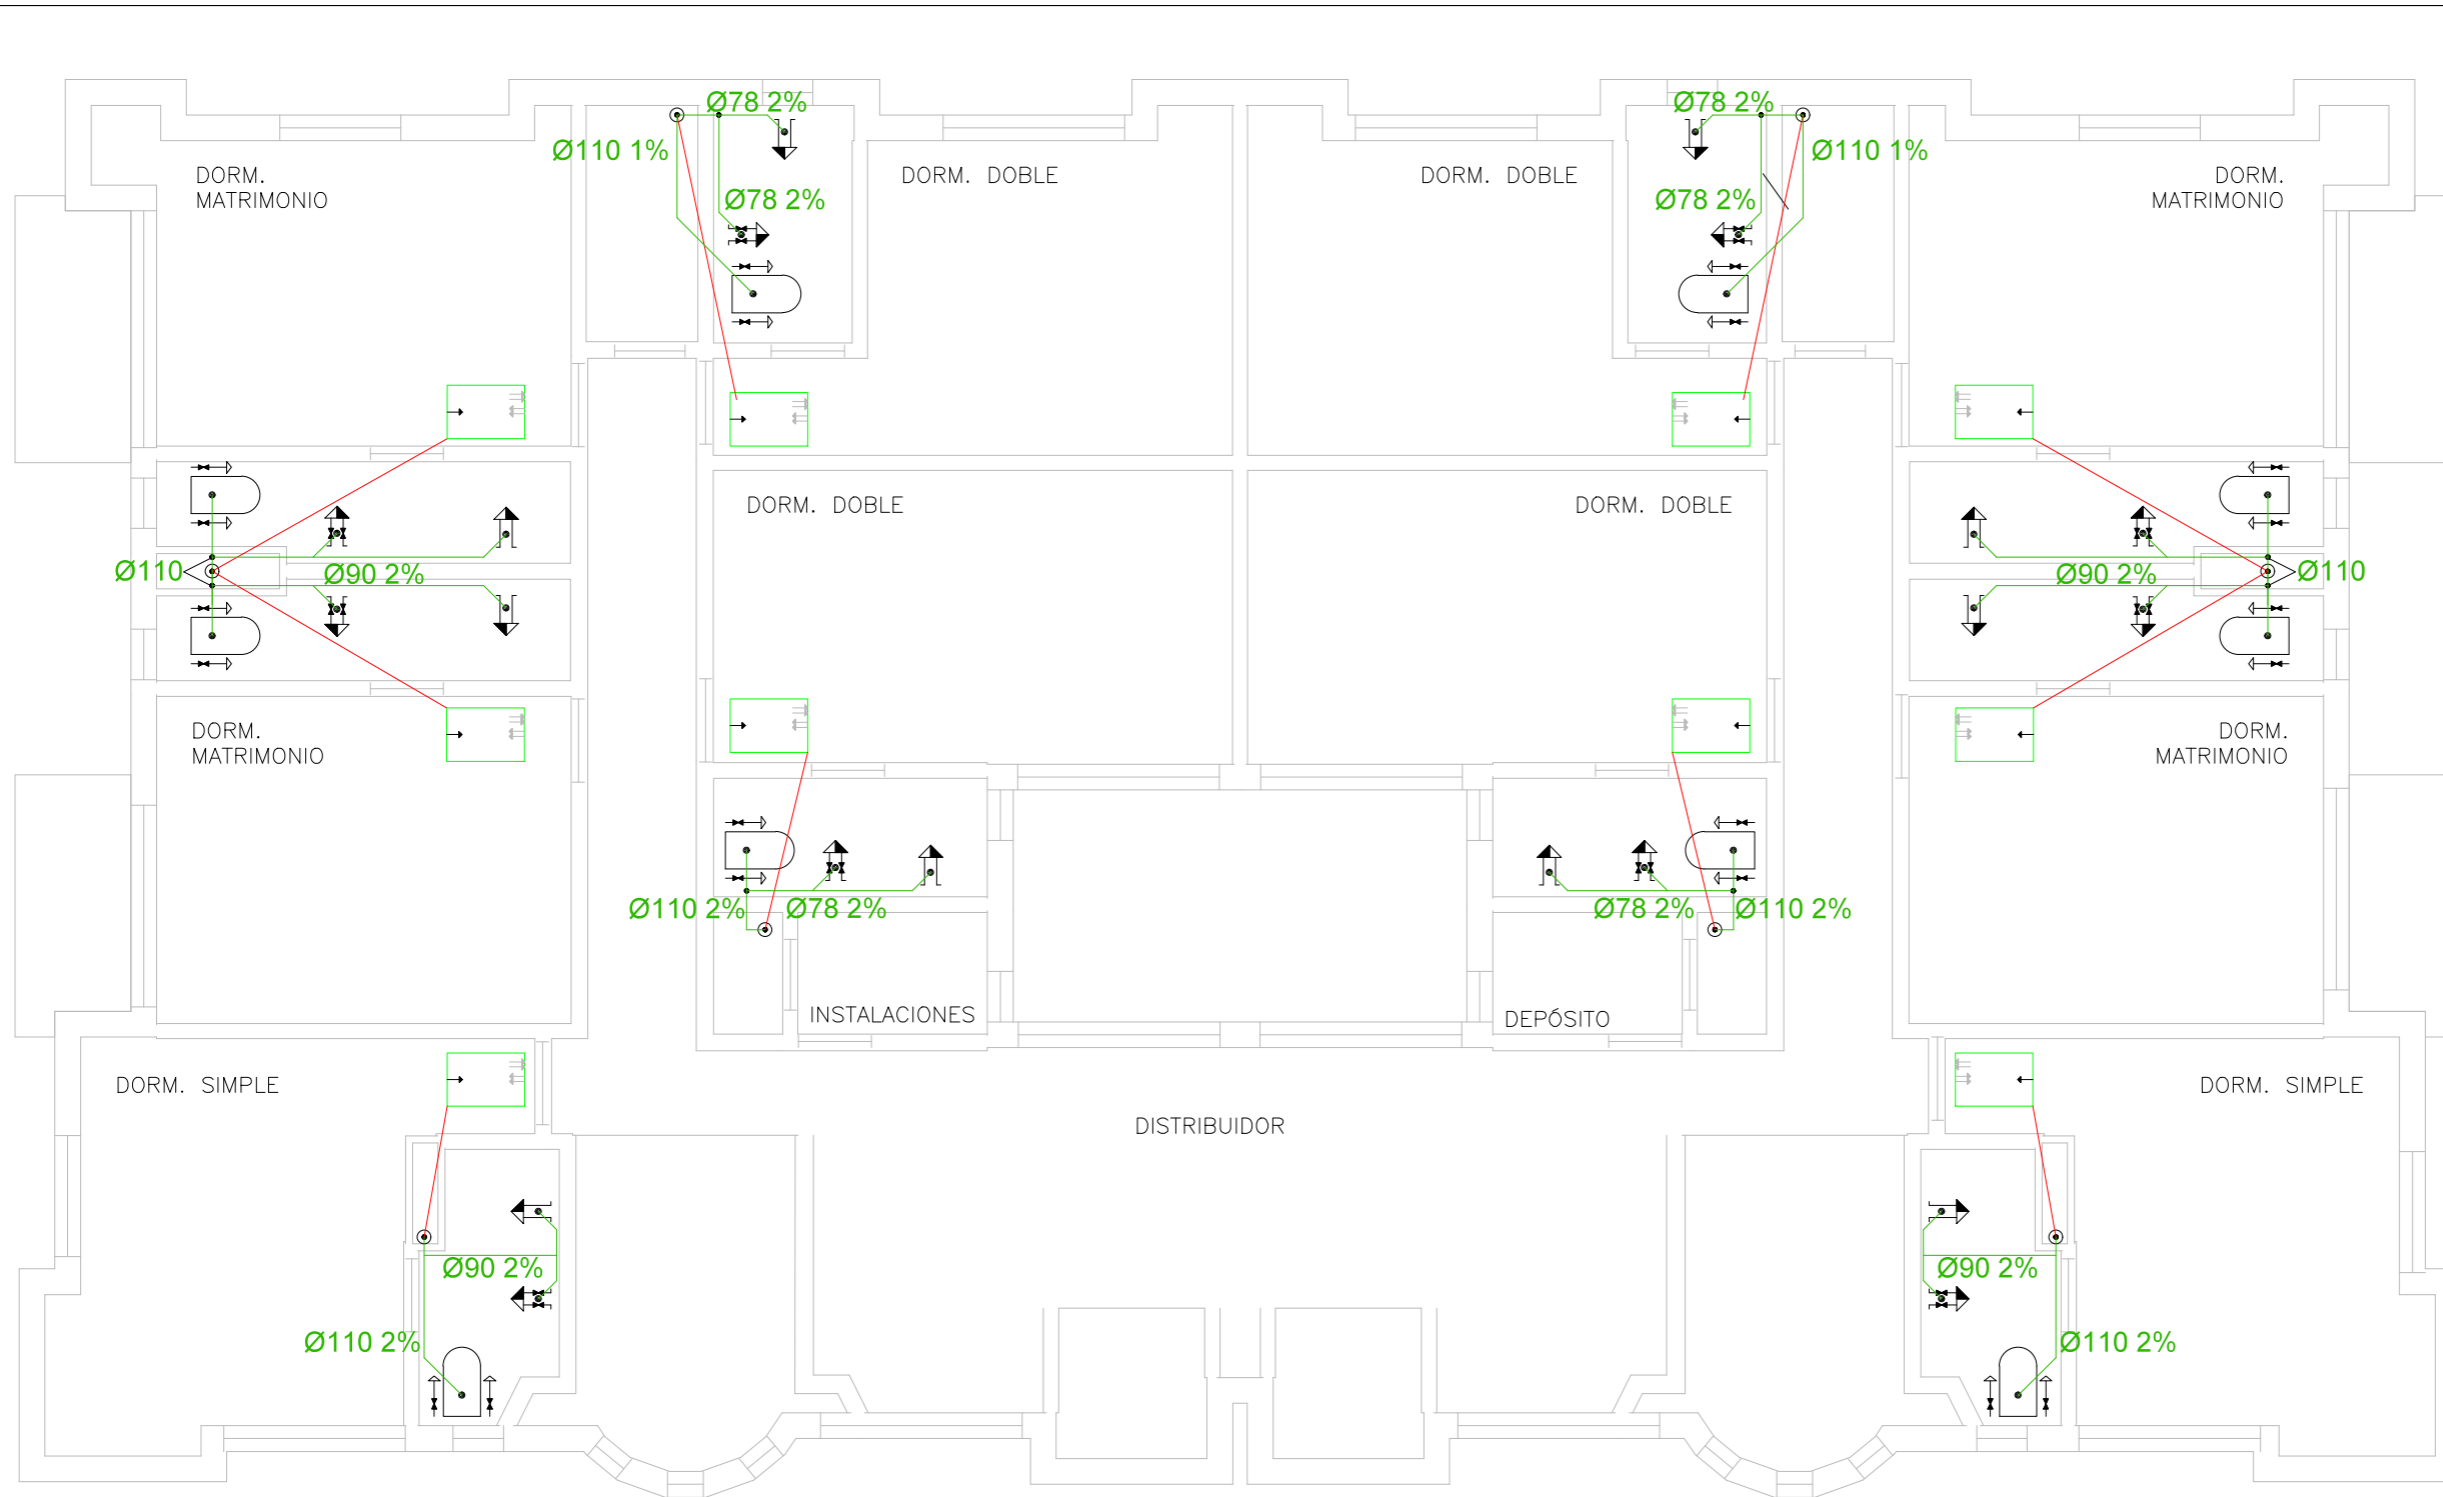 Ø78 2%
Ø78 2%
Ø110 1%
Ø110 1%
DORM.
MATRIMONIO
DORM. DOBLE
DORM. DOBLE
DORM.
MATRIMONIO
Ø78 2%
Ø78 2%
DORM. DOBLE
DORM. DOBLE
Ø110
Ø90 2%
Ø90 2%
Ø110
DORM.
MATRIMONIO
DORM.
MATRIMONIO
Ø110 2%
Ø78 2%
Ø78 2%
Ø110 2%
INSTALACIONES
DEPÓSITO
DORM. SIMPLE
DORM. SIMPLE
DISTRIBUIDOR
Ø90 2%
Ø90 2%
Ø110 2%
Ø110 2%